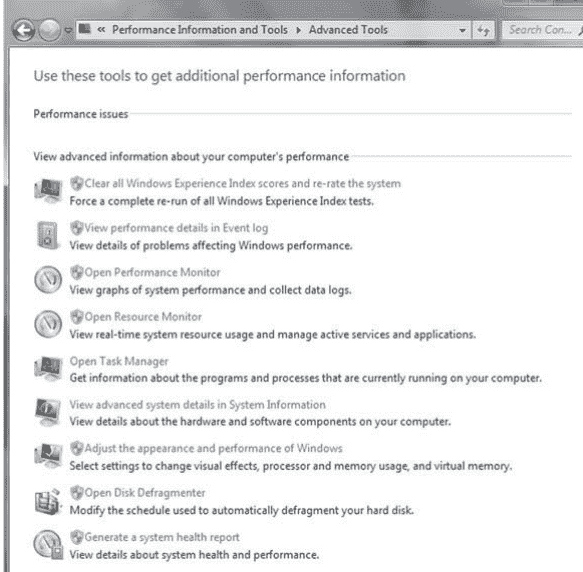 « Performance Information and Tools ▸ Advanced Tools Search Con...
Use these tools to get additional performance information
Performance issues
View advanced information about your computer's performance
Clear all Windows Experience Index scores and re-rate the system
Force a complete re-run of all Windows Experience Index tests.
View performance details in Event log
View details of problems affecting Windows performance.
Open Performance Monitor
View graphs of system performance and collect data logs.
Open Resource Monitor
View real-time system resource usage and manage active services and applications.
Open Task Manager
Get information about the programs and processes that are currently running on your computer.
View advanced system details in System Information
View details about the hardware and software components on your computer.
Adjust the appearance and performance of Windows
Select settings to change visual effects, processor and memory usage, and virtual memory.
Open Disk Defragmenter
Modify the schedule used to automatically defragment your hard disk.
Generate a system health report
View details about system health and performance.